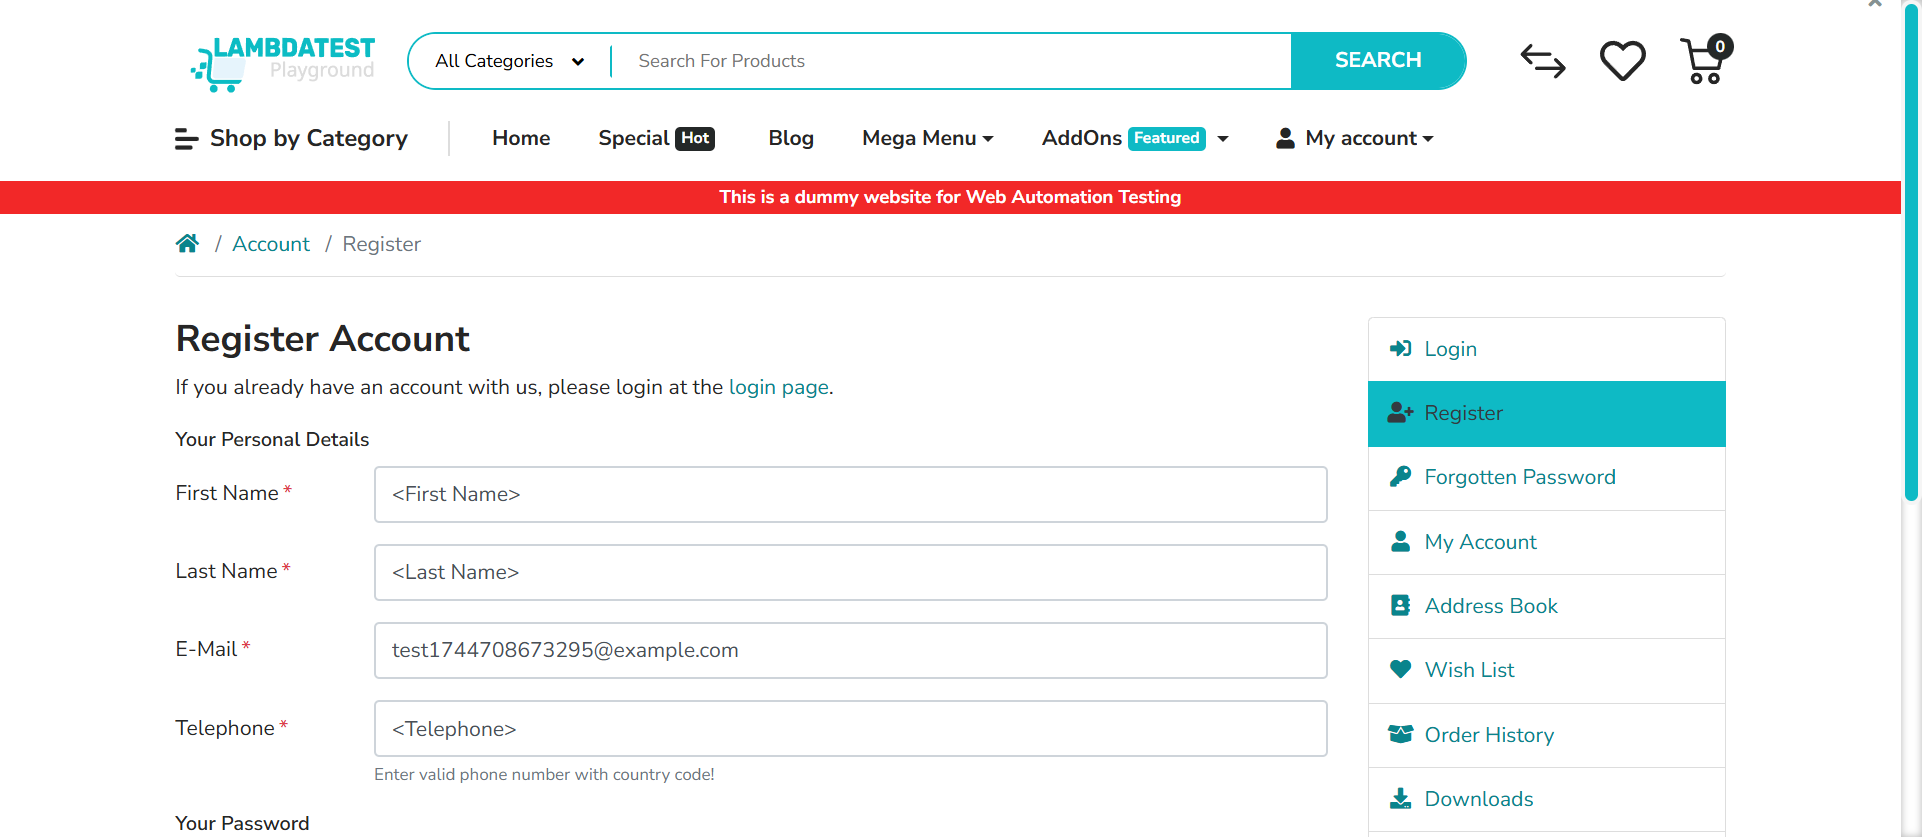 LAMBDATEST
Playground
All Categories
Search For Products
SEARCH
0
Shop by Category
Home
Special Hot
Blog
Mega Menu
AddOns Featured
My account
This is a dummy website for Web Automation Testing
/ Account / Register
Register Account
If you already have an account with us, please login at the login page.
Your Personal Details
First Name *
<First Name>
Last Name *
<Last Name>
E-Mail *
test1744708673295@example.com
Telephone *
<Telephone>
Enter valid phone number with country code!
Your Password
Login
Register
Forgotten Password
My Account
Address Book
Wish List
Order History
Downloads